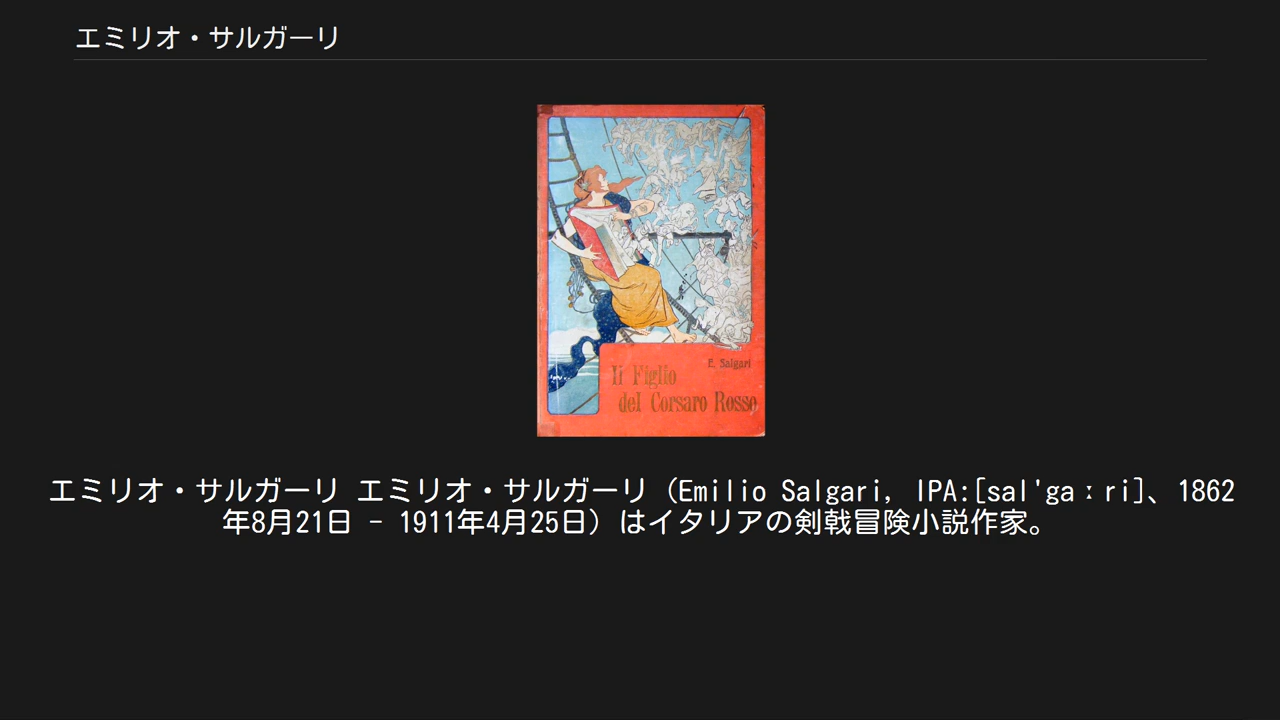 エミリオ・サルガーリ
E. Salgari
Il Figlio
del Corsaro Rosso
エミリオ・サルガーリ エミリオ・サルガーリ（Emilio Salgari, IPA:[sal'gaːri]、1862
年8月21日 - 1911年4月25日）はイタリアの剣戟冒険小説作家。